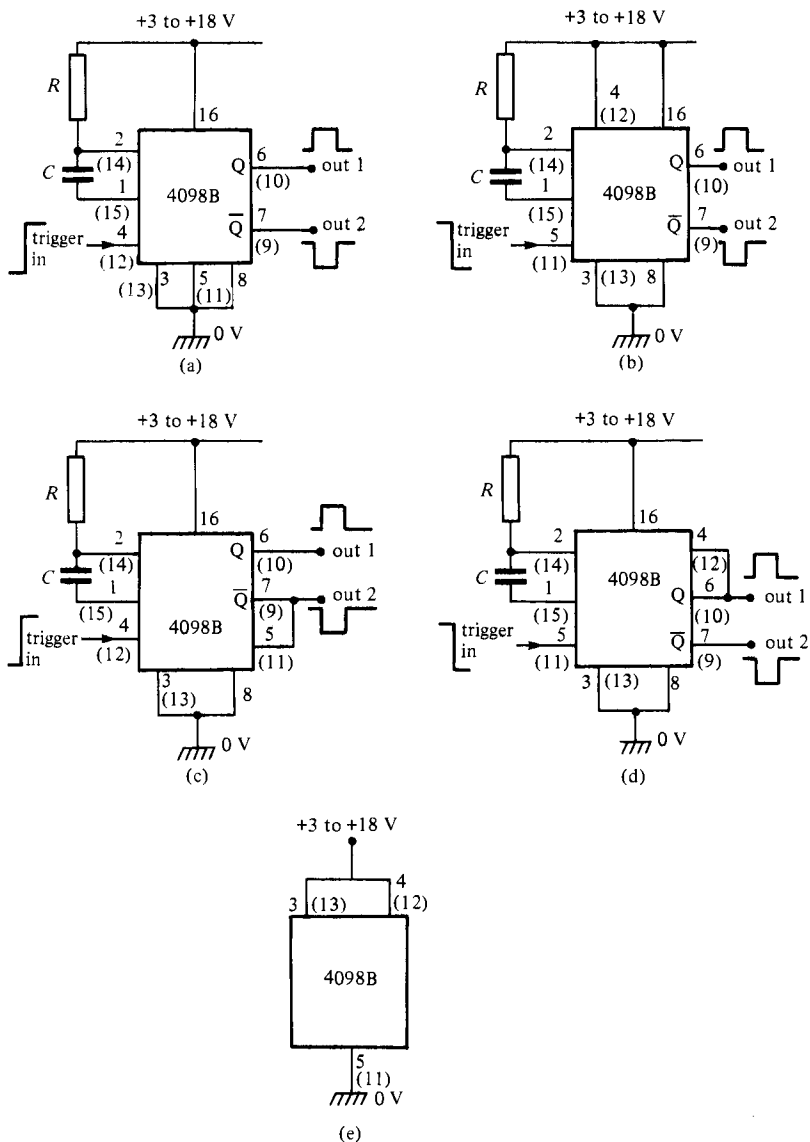 +3 to +18 V
R
16
2
(14)
C
1
(15)
trigger
in
4
(12)
4098B
Q
6
(10)
out 1
Q̅
7
(9)
out 2
3
(13)
5
(11)
8
0 V
(a)
+3 to +18 V
R
4
(12)
16
2
(14)
C
1
(15)
trigger
in
5
(11)
4098B
Q
6
(10)
out 1
Q̅
7
(9)
out 2
3
(13)
8
0 V
(b)
+3 to +18 V
R
16
2
(14)
C
1
(15)
trigger
in
4
(12)
4098B
Q
6
(10)
out 1
Q̅
7
(9)
out 2
5
(11)
3
(13)
8
0 V
(c)
+3 to +18 V
R
16
2
(14)
C
1
(15)
trigger
in
5
(11)
4098B
4
(12)
Q
6
(10)
out 1
Q̅
7
(9)
out 2
3
(13)
8
0 V
(d)
+3 to +18 V
3
(13)
4
(12)
4098B
5
(11)
0 V
(e)